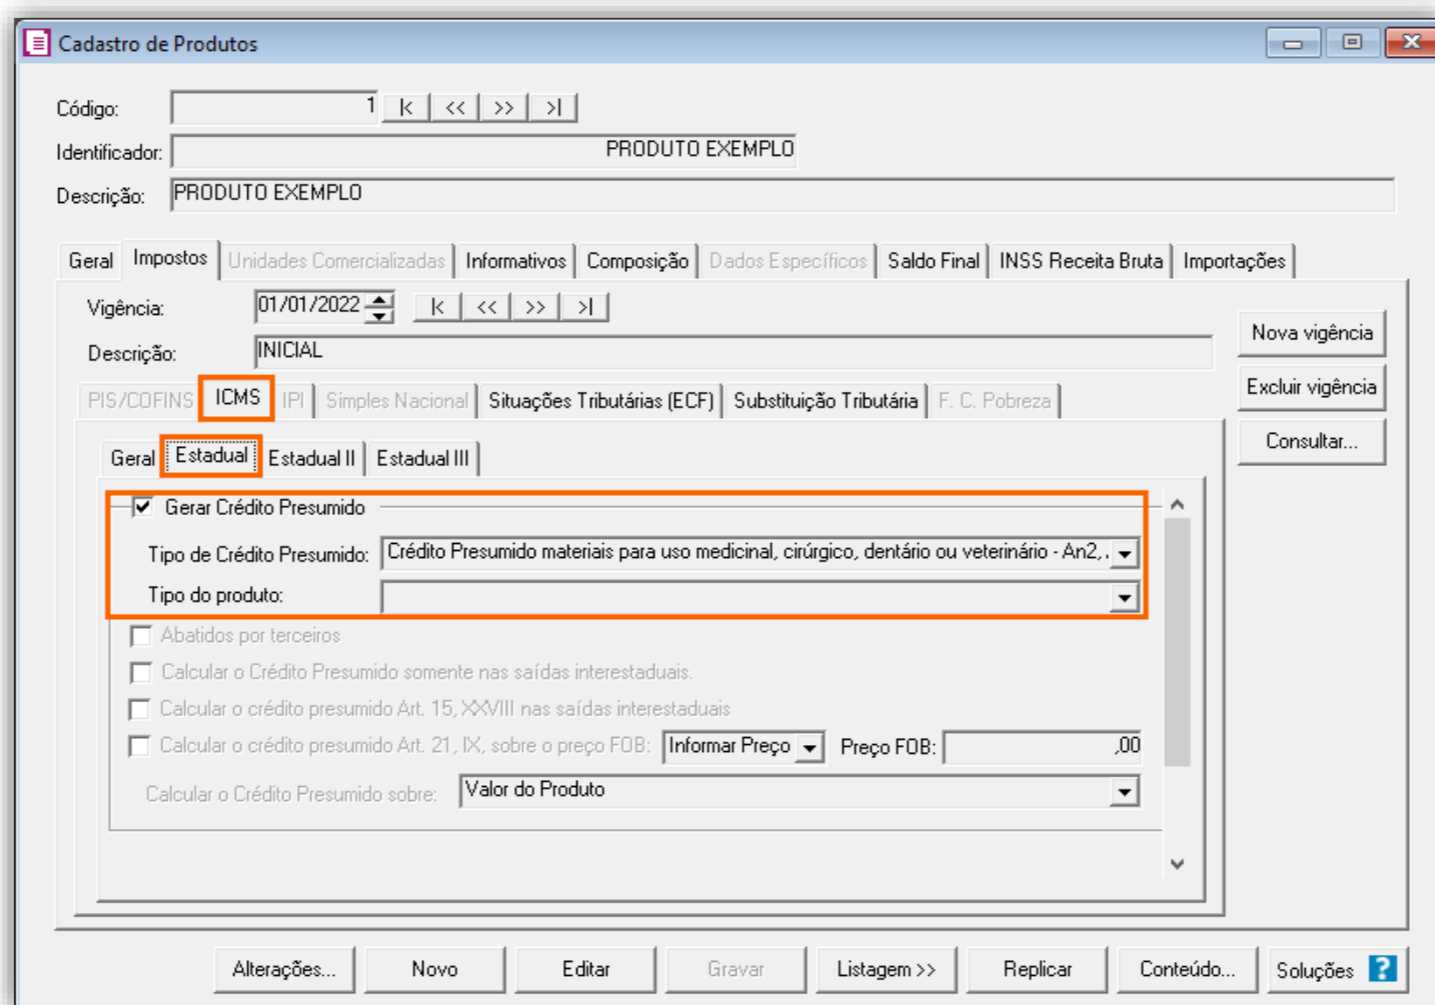 Cadastro de Produtos
Código: 1 |< << >> >|
Identificador: PRODUTO EXEMPLO
Descrição: PRODUTO EXEMPLO
Geral Impostos Unidades Comercializadas Informativos Composição Dados Específicos Saldo Final INSS Receita Bruta Importações
Vigência: 01/01/2022 |< << >> >|
Nova vigência
Descrição: INICIAL
Excluir vigência
PIS/COFINS ICMS IPI Simples Nacional Situações Tributárias (ECF) Substituição Tributária F. C. Pobreza
Consultar...
Geral Estadual Estadual II Estadual III
Gerar Crédito Presumido
Tipo de Crédito Presumido: Crédito Presumido materiais para uso medicinal, cirúrgico, dentário ou veterinário - An2, .
Tipo do produto:
Abatidos por terceiros
Calcular o Crédito Presumido somente nas saídas interestaduais.
Calcular o crédito presumido Art. 15, XXVIII nas saídas interestaduais
Calcular o crédito presumido Art. 21, IX, sobre o preço FOB: Informar Preço Preço FOB: ,00
Calcular o Crédito Presumido sobre: Valor do Produto
Alterações... Novo Editar Gravar Listagem >> Replicar Conteúdo... Soluções ?